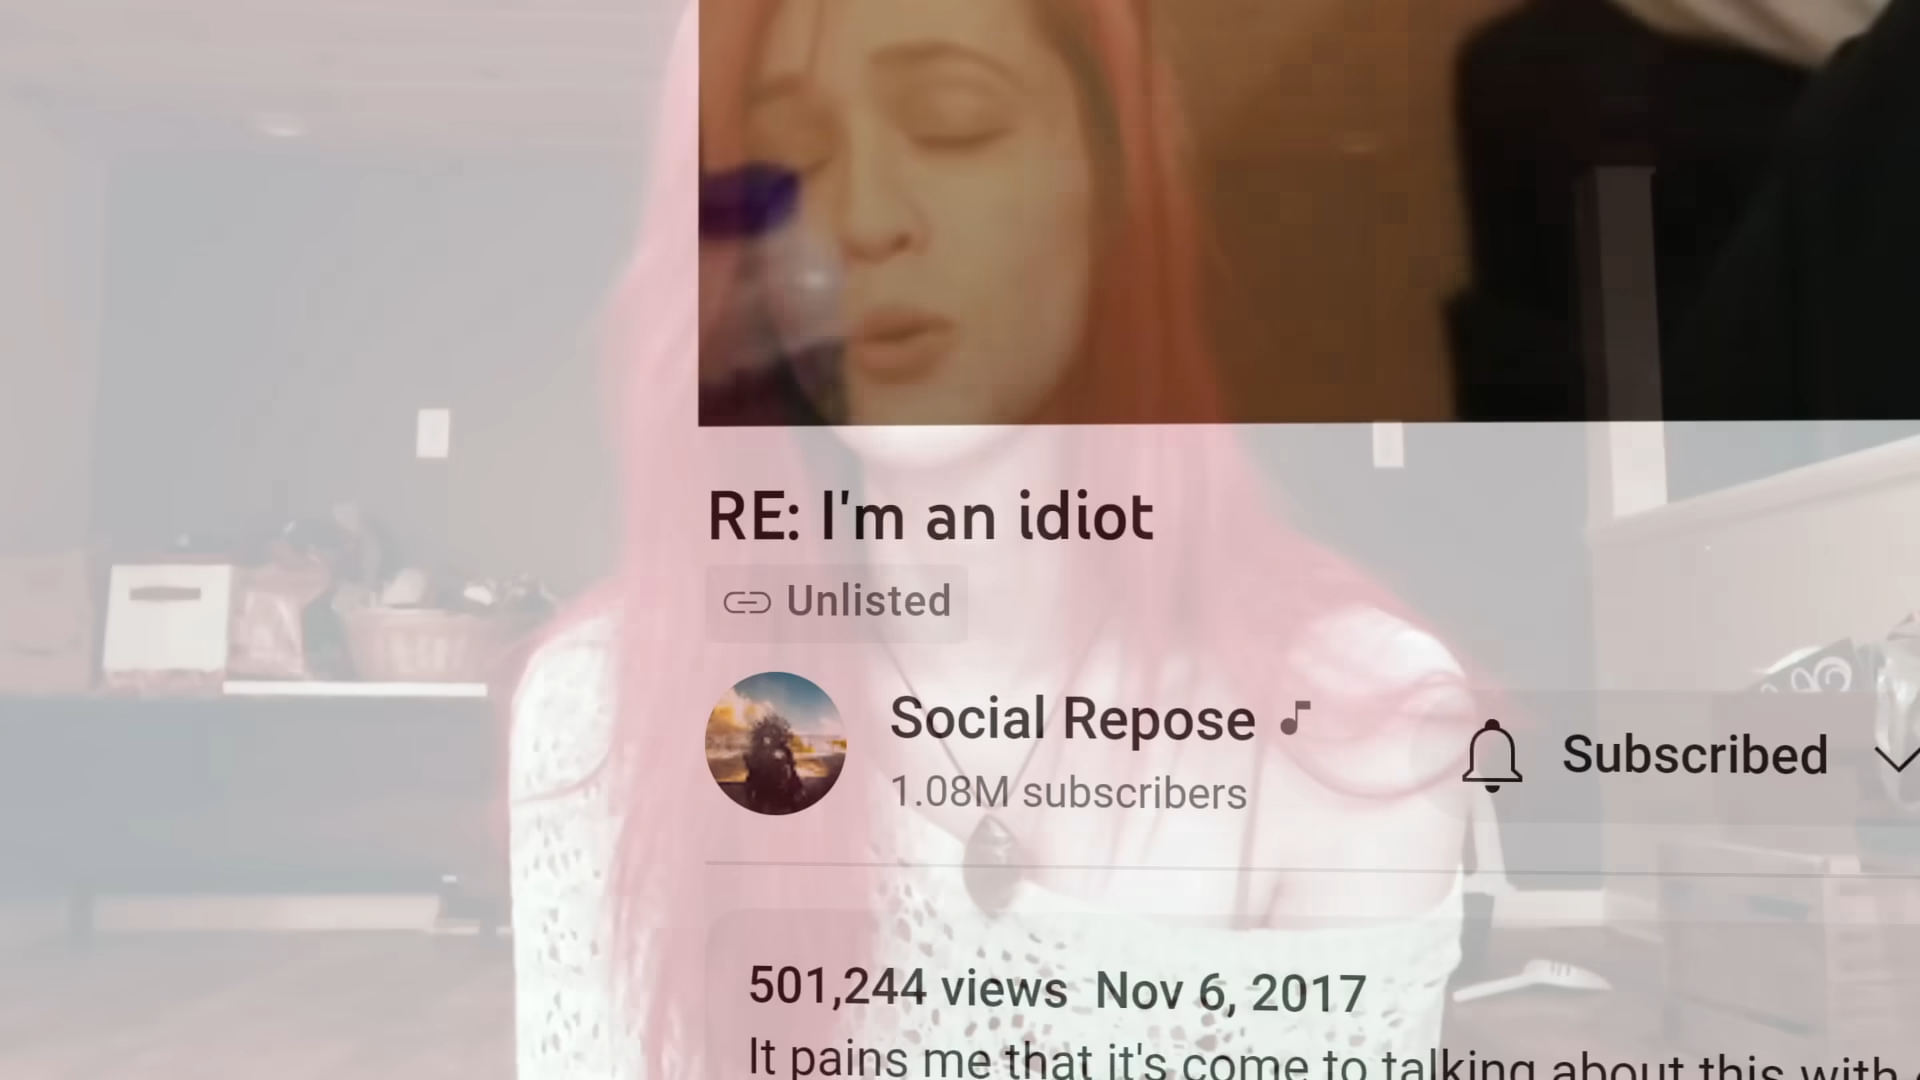 RE: I'm an idiot
Unlisted
Social Repose
1.08M subscribers
Subscribed
501,244 views Nov 6, 2017
It pains me that it's come to talking about this with